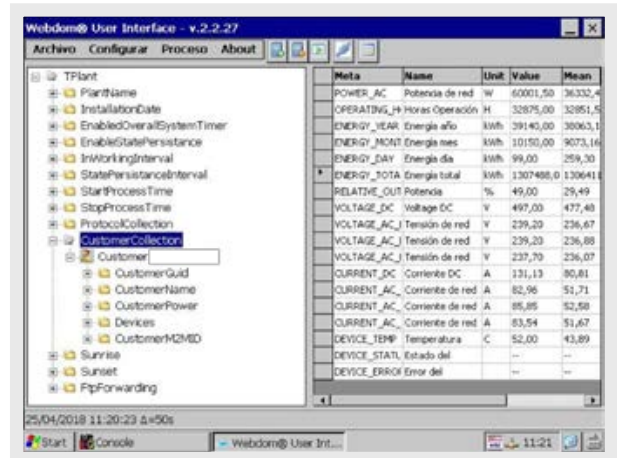 Webdom® User Interface - v.2.2.27
Archivo Configurar Proceso About
TPlant
PlantName
InstallationDate
EnabledOverallSystemTimer
EnableStatePersistance
InWorkingInterval
StatePersistanceInterval
StartProcessTime
StopProcessTime
ProtocolCollection
CustomerCollection
Customer
CustomerGuid
CustomerName
CustomerPower
Devices
CustomerM2MID
Sunrise
Sunset
FtpForwarding
Meta Name Unit Value Mean
POWER_AC Potencia de red W 60001,50 36332,4
OPERATING_H Horas Operación H 32875,00 32851,5
ENERGY_YEAR Energía año kWh 39140,00 38063,1
ENERGY_MONT Energía mes kWh 10150,00 9073,16
ENERGY_DAY Energía dia kWh 99,00 259,30
ENERGY_TOTA Energía total kWh 1307488,0 1306411
RELATIVE_OUT Potencia % 49,00 29,49
VOLTAGE_DC Voltage DC V 497,00 477,48
VOLTAGE_AC_ Tensión de red V 239,20 236,67
VOLTAGE_AC_ Tensión de red V 239,20 236,88
VOLTAGE_AC_ Tensión de red V 237,70 236,07
CURRENT_DC Corriente DC A 131,13 80,81
CURRENT_AC_ Corriente de red A 82,96 51,71
CURRENT_AC_ Corriente de red A 85,85 52,58
CURRENT_AC_ Corriente de red A 83,54 51,67
DEVICE_TEMP Temperatura C 52,00 43,89
DEVICE_STATU Estado del -- --
DEVICE_ERROR Error del -- --
25/04/2018 11:20:23 Δ=50s
Start Console Webdom® User Int... 11:21